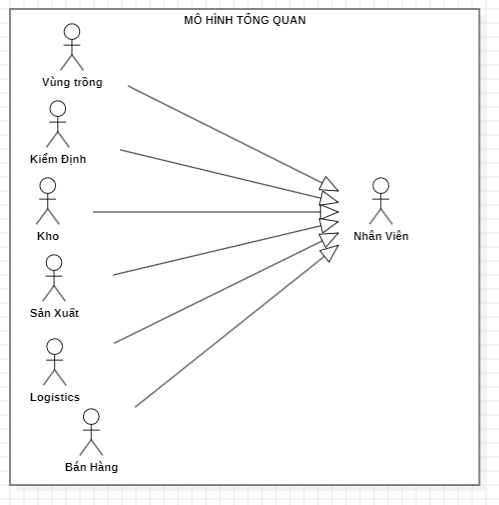 MÔ HÌNH TỔNG QUAN
Vùng trồng
Kiểm Định
Kho
Nhân Viên
Sản Xuất
Logistics
Bán Hàng